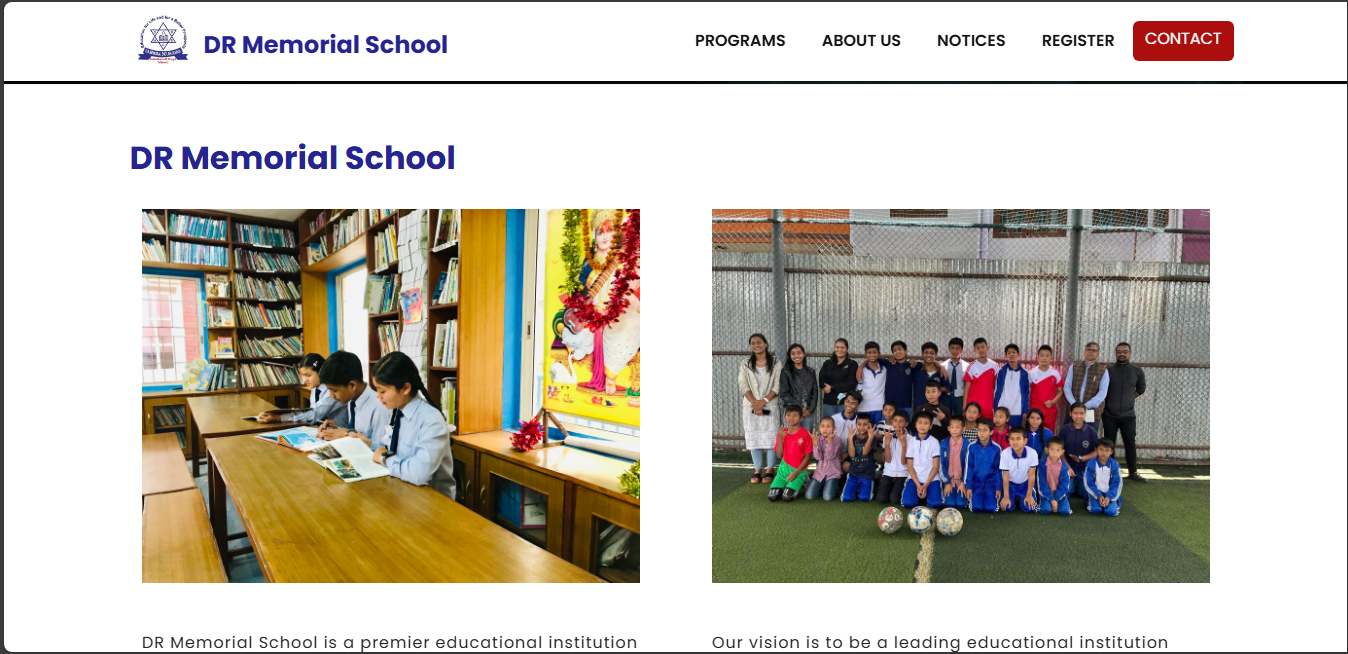 DR Memorial School
PROGRAMS
ABOUT US
NOTICES
REGISTER
CONTACT
DR Memorial School
DR Memorial School is a premier educational institution
Our vision is to be a leading educational institution